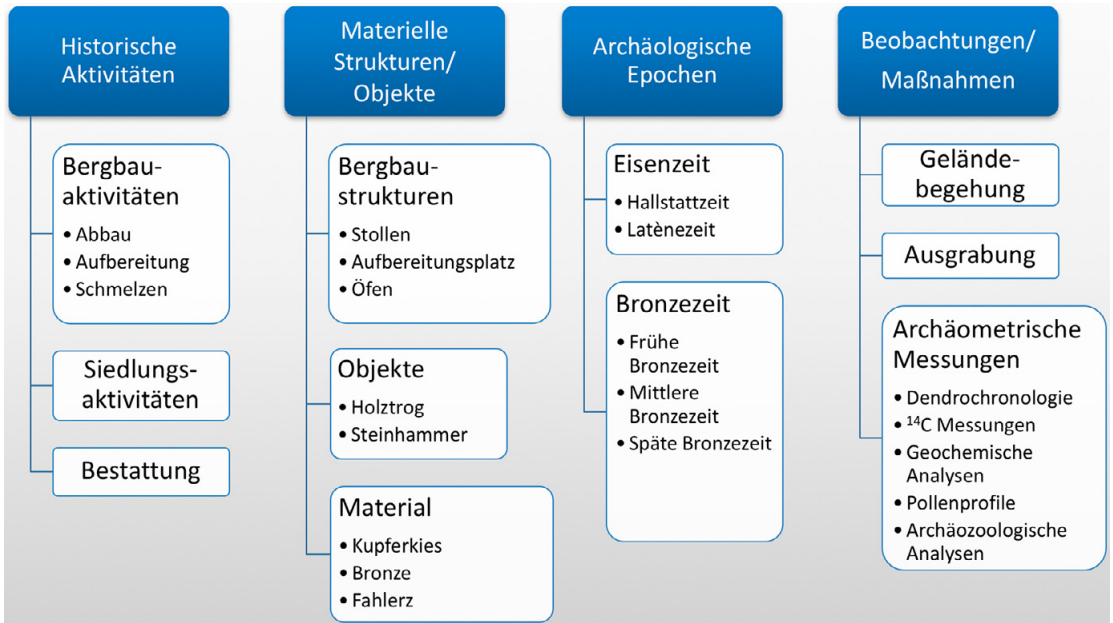 Historische
Aktivitäten
Bergbau-
aktivitäten
• Abbau
• Aufbereitung
• Schmelzen
Siedlungs-
aktivitäten
Bestattung
Materielle
Strukturen/
Objekte
Bergbau-
strukturen
• Stollen
• Aufbereitungsplatz
• Öfen
Objekte
• Holztrog
• Steinhammer
Material
• Kupferkies
• Bronze
• Fahlerz
Archäologische
Epochen
Eisenzeit
• Hallstattzeit
• Latènezeit
Bronzezeit
• Frühe
Bronzezeit
• Mittlere
Bronzezeit
• Späte Bronzezeit
Beobachtungen/
Maßnahmen
Gelände-
begehung
Ausgrabung
Archäometrische
Messungen
• Dendrochronologie
• ¹⁴C Messungen
• Geochemische
Analysen
• Pollenprofile
• Archäozoologische
Analysen